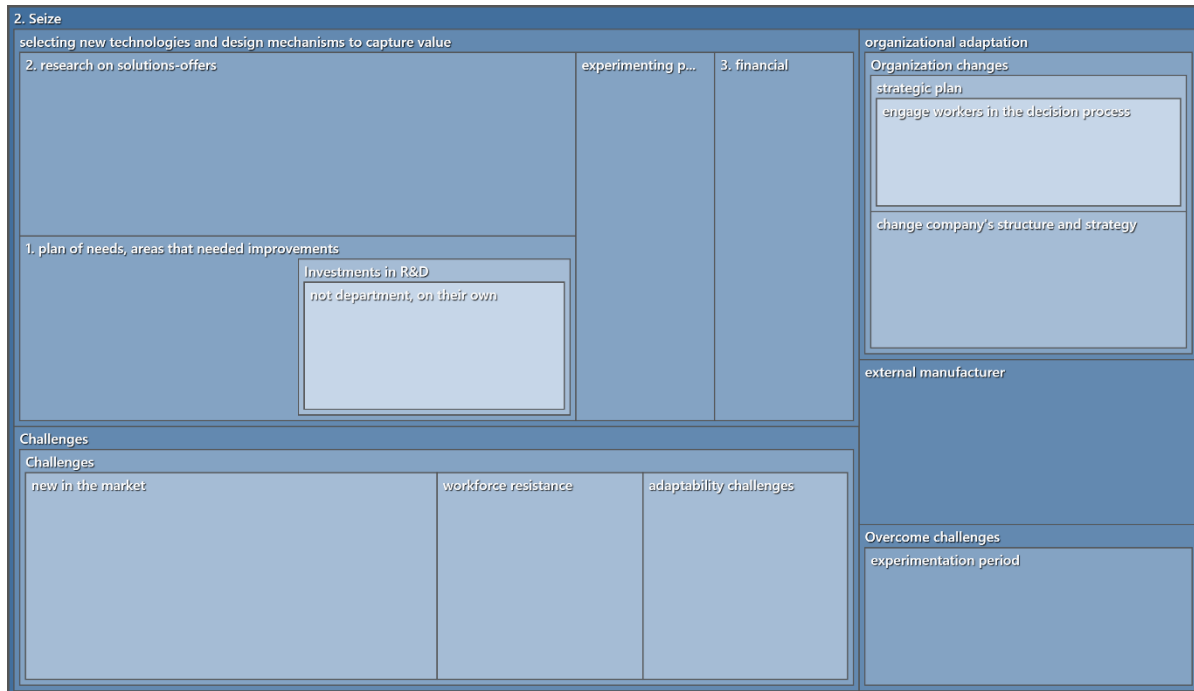 2. Seize
selecting new technologies and design mechanisms to capture value
2. research on solutions-offers
experimenting p...
3. financial
1. plan of needs, areas that needed improvements
Investments in R&D
not department, on their own
Challenges
Challenges
new in the market
workforce resistance
adaptability challenges
organizational adaptation
Organization changes
strategic plan
engage workers in the decision process
change company's structure and strategy
external manufacturer
Overcome challenges
experimentation period